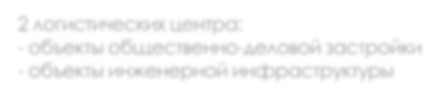 2 логистических центра:
- объекты общественно-деловой застройки
- объекты инженерной инфраструктуры